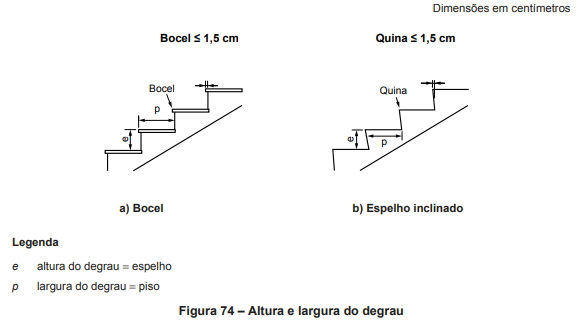 Dimensões em centímetros
Bocel ≤ 1,5 cm
Quina ≤ 1,5 cm
Bocel
Quina
p
e
e
p
a) Bocel
b) Espelho inclinado
Legenda
e altura do degrau = espelho
p largura do degrau = piso
Figura 74 – Altura e largura do degrau